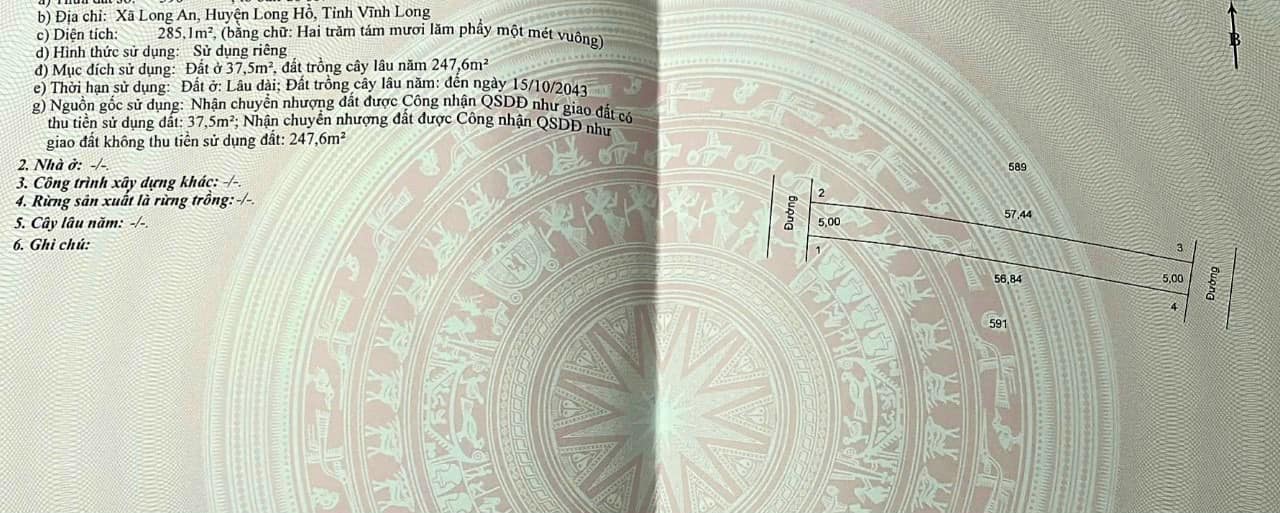 b) Địa chỉ: Xã Long An, Huyện Long Hồ, Tỉnh Vĩnh Long
c) Diện tích: 285,1m², (bằng chữ: Hai trăm tám mươi lăm phẩy một mét vuông)
d) Hình thức sử dụng: Sử dụng riêng
đ) Mục đích sử dụng: Đất ở 37,5m², đất trồng cây lâu năm 247,6m²
e) Thời hạn sử dụng: Đất ở: Lâu dài; Đất trồng cây lâu năm: đến ngày 15/10/2043
g) Nguồn gốc sử dụng: Nhận chuyển nhượng đất được Công nhận QSDĐ như giao đất có
thu tiền sử dụng đất: 37,5m²; Nhận chuyển nhượng đất được Công nhận QSDĐ như
giao đất không thu tiền sử dụng đất: 247,6m²
2. Nhà ở: -/-.
3. Công trình xây dựng khác: -/-.
4. Rừng sản xuất là rừng trồng: -/-.
5. Cây lâu năm: -/-.
6. Ghi chú:
B
589
2
57,44
Đường
5,00
1
3
56,84
5,00
Đường
4
591